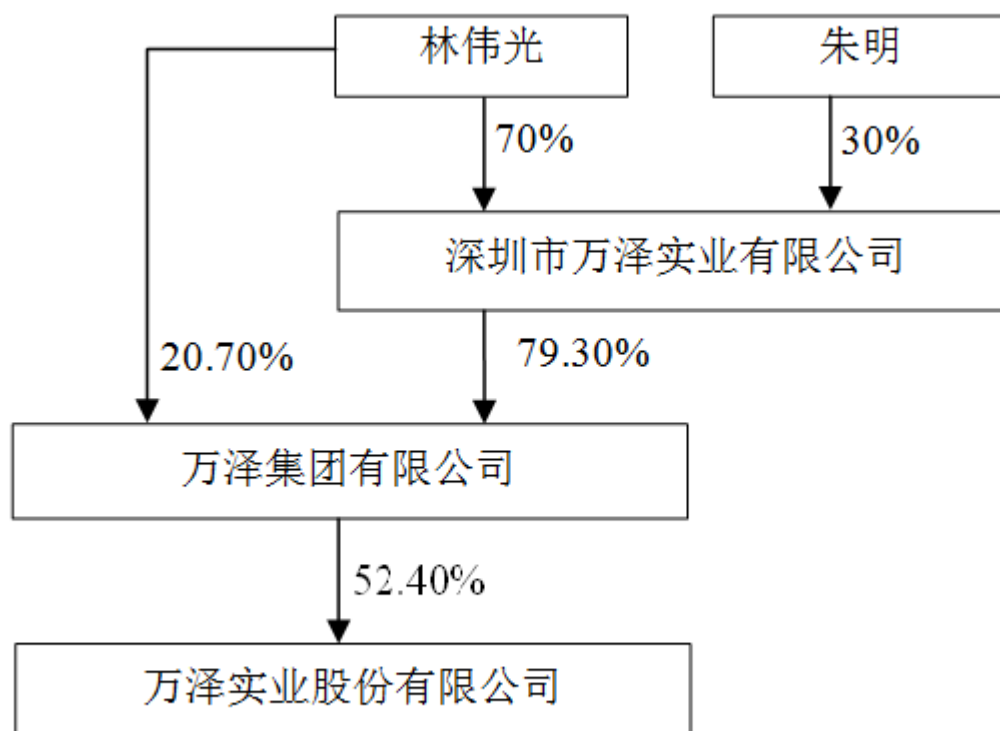 林伟光
朱明
70%
30%
深圳市万泽实业有限公司
20.70%
79.30%
万泽集团有限公司
52.40%
万泽实业股份有限公司